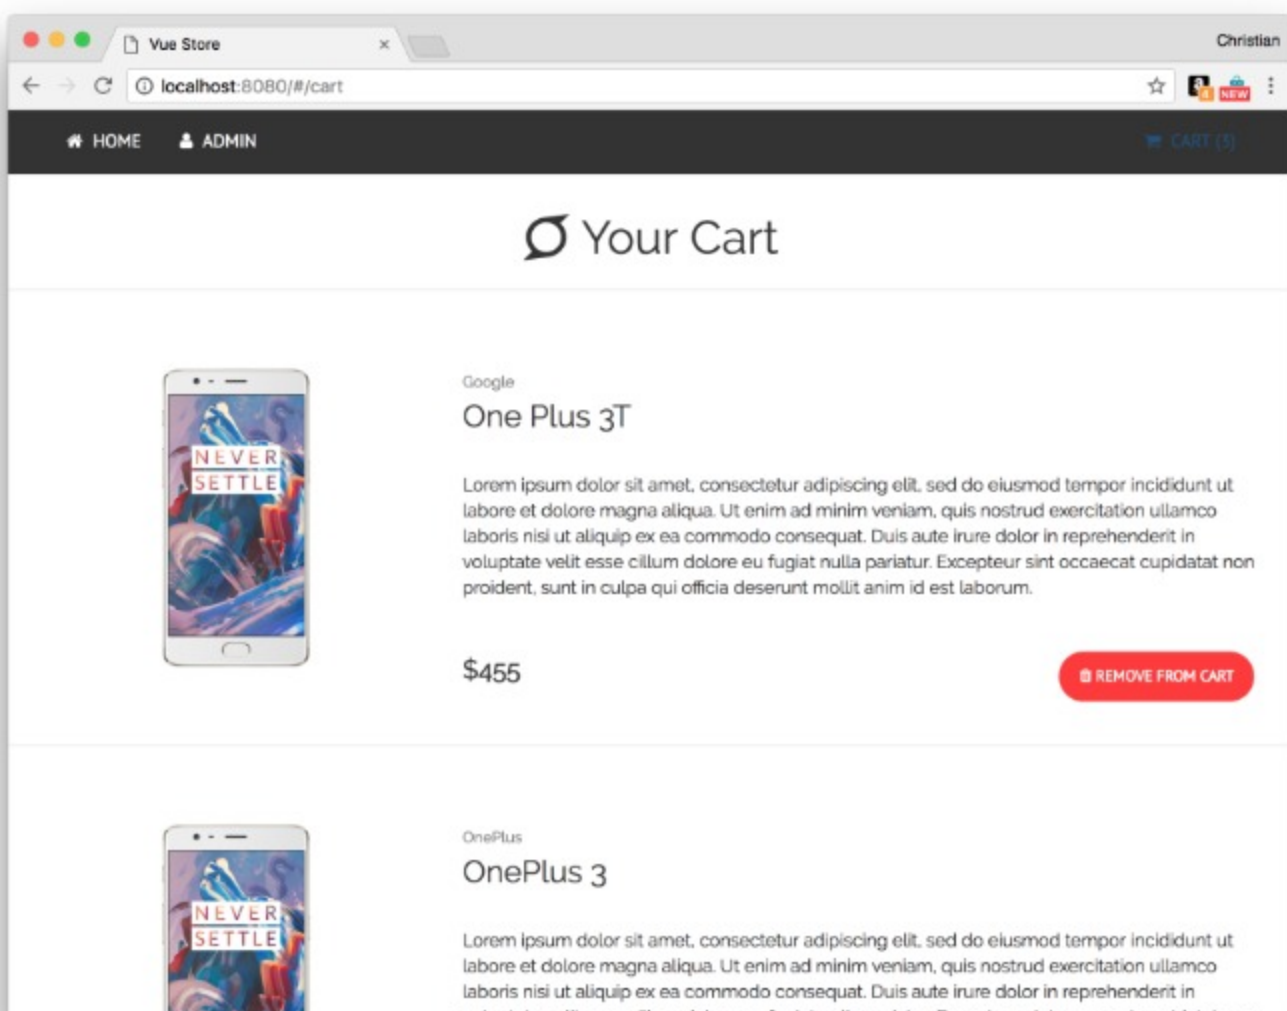 Vue Store
Christian
localhost:8080/#/cart
NEW
HOME
ADMIN
CART (3)
Your Cart
NEVER
SETTLE
Google
One Plus 3T
Lorem ipsum dolor sit amet, consectetur adipiscing elit, sed do eiusmod tempor incididunt ut
labore et dolore magna aliqua. Ut enim ad minim veniam, quis nostrud exercitation ullamco
laboris nisi ut aliquip ex ea commodo consequat. Duis aute irure dolor in reprehenderit in
voluptate velit esse cillum dolore eu fugiat nulla pariatur. Excepteur sint occaecat cupidatat non
proident, sunt in culpa qui officia deserunt mollit anim id est laborum.
$455
REMOVE FROM CART
NEVER
SETTLE
OnePlus
OnePlus 3
Lorem ipsum dolor sit amet, consectetur adipiscing elit, sed do eiusmod tempor incididunt ut
labore et dolore magna aliqua. Ut enim ad minim veniam, quis nostrud exercitation ullamco
laboris nisi ut aliquip ex ea commodo consequat. Duis aute irure dolor in reprehenderit in